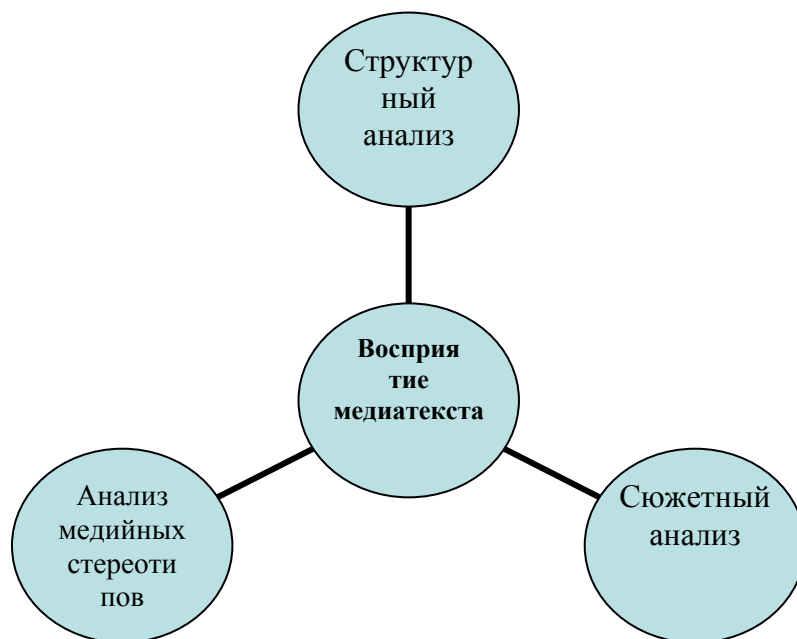 Структур
ный
анализ
Восприя
тие
медиатекста
Анализ
медийных
стереоти
пов
Сюжетный
анализ